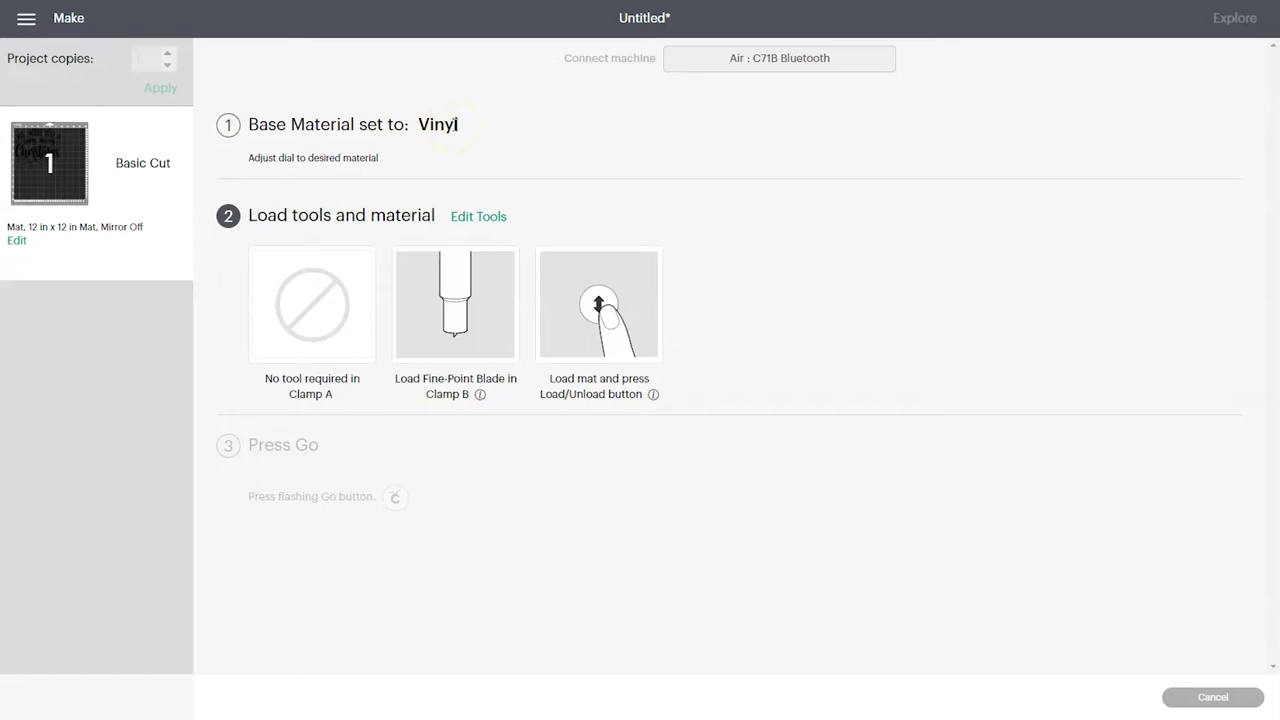 Make
Untitled*
Explore
Project copies:
Apply
Connect machine
Air : C71B Bluetooth
1
Basic Cut
Mat, 12 in x 12 in Mat, Mirror Off
Edit
1 Base Material set to: Vinyl
Adjust dial to desired material
2 Load tools and material Edit Tools
No tool required in
Clamp A
Load Fine-Point Blade in
Clamp B
Load mat and press
Load/Unload button
3 Press Go
Press flashing Go button.
Cancel